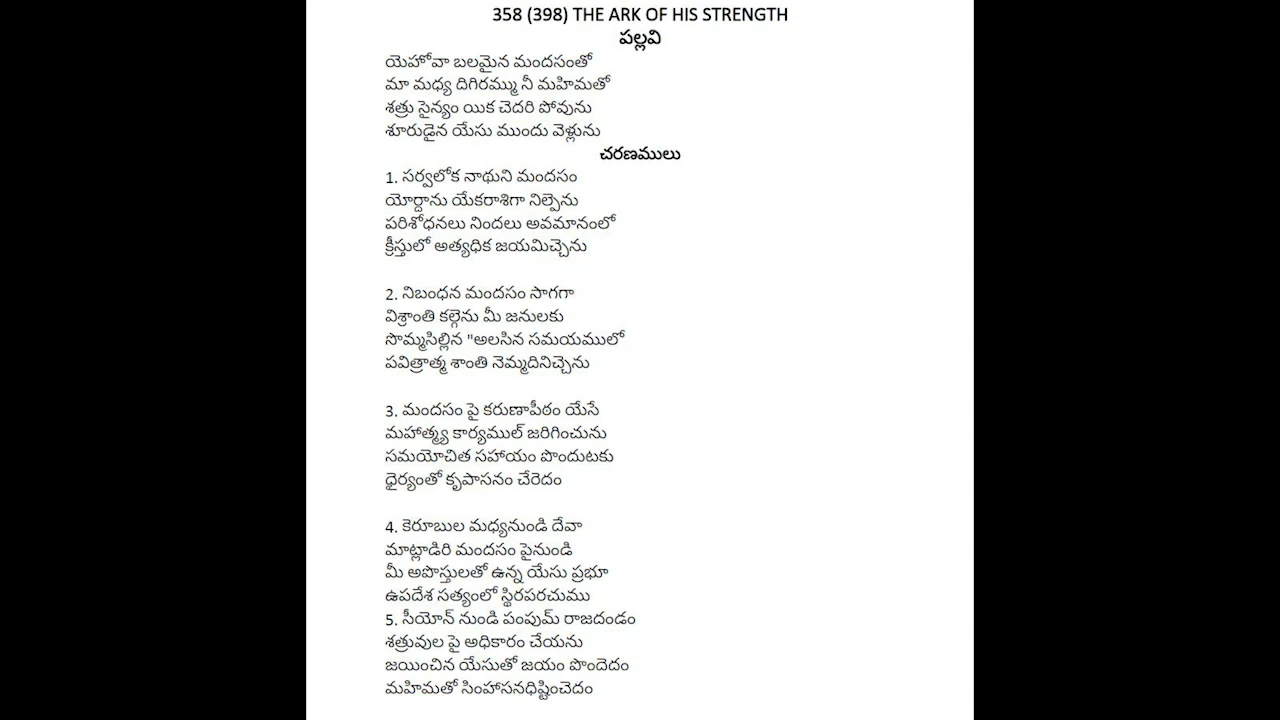 358 (398) THE ARK OF HIS STRENGTH
పల్లవి
యెహోవా బలమైన మందసంతో
మా మధ్య దిగిరమ్ము నీ మహిమతో
శత్రు సైన్యం యిక చెదరి పోవును
శూరుడైన యేసు ముందు వెళ్లును
చరణములు
1. సర్వలోక నాథుని మందసం
యోర్దాను యేకరాశిగా నిల్పెను
పరిశోధనలు నిందలు అవమానంలో
క్రీస్తులో అత్యధిక జయమిచ్చెను
2. నిబంధన మందసం సాగగా
విశ్రాంతి కల్గెను మీ జనులకు
సొమ్మసిల్లిన "అలసిన సమయములో
పవిత్రాత్మ శాంతి నెమ్మదినిచ్చెను
3. మందసం పై కరుణాపీఠం యేసే
మహాత్మ్య కార్యముల్ జరిగించును
సమయోచిత సహాయం పొందుటకు
ధైర్యంతో కృపాసనం చేరెదం
4. కెరూబుల మధ్యనుండి దేవా
మాట్లాడిరి మందసం పైనుండి
మీ అపొస్తులతో ఉన్న యేసు ప్రభూ
ఉపదేశ సత్యంలో స్థిరపరచుము
5. సీయోన్ నుండి పంపుమ్ రాజదండం
శత్రువుల పై అధికారం చేయను
జయించిన యేసుతో జయం పొందెదం
మహిమతో సింహాసనధిష్టించెదం